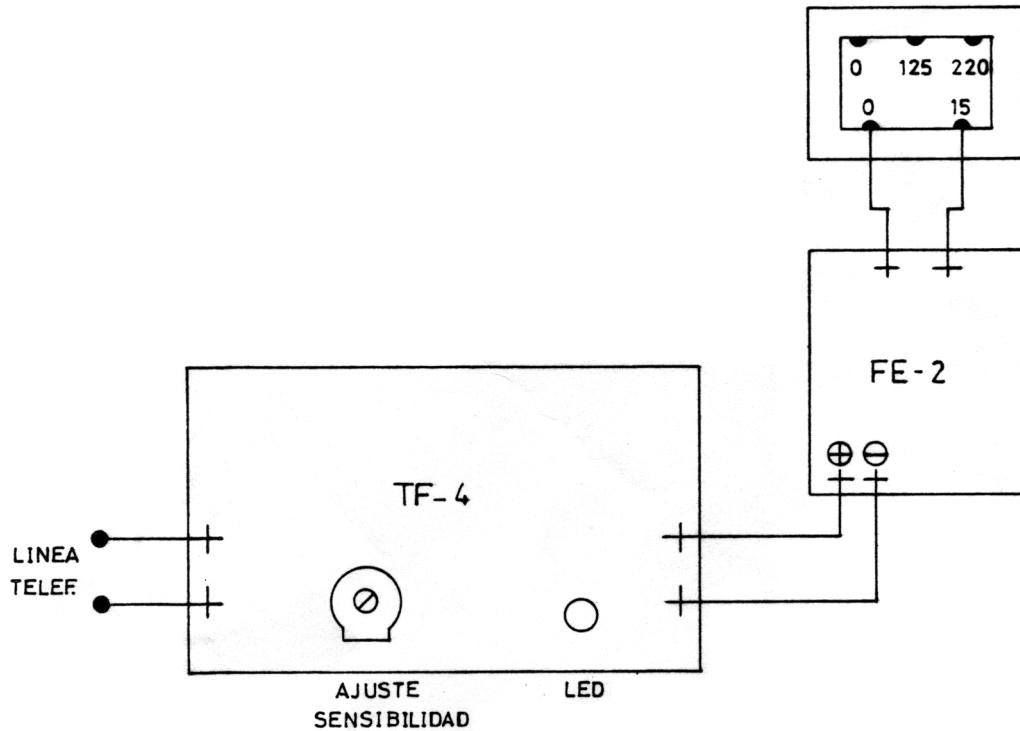 0 125 220
0 15
FE-2
⊕ ⊖
TF-4
LINEA
TELEF.
AJUSTE
SENSIBILIDAD
LED